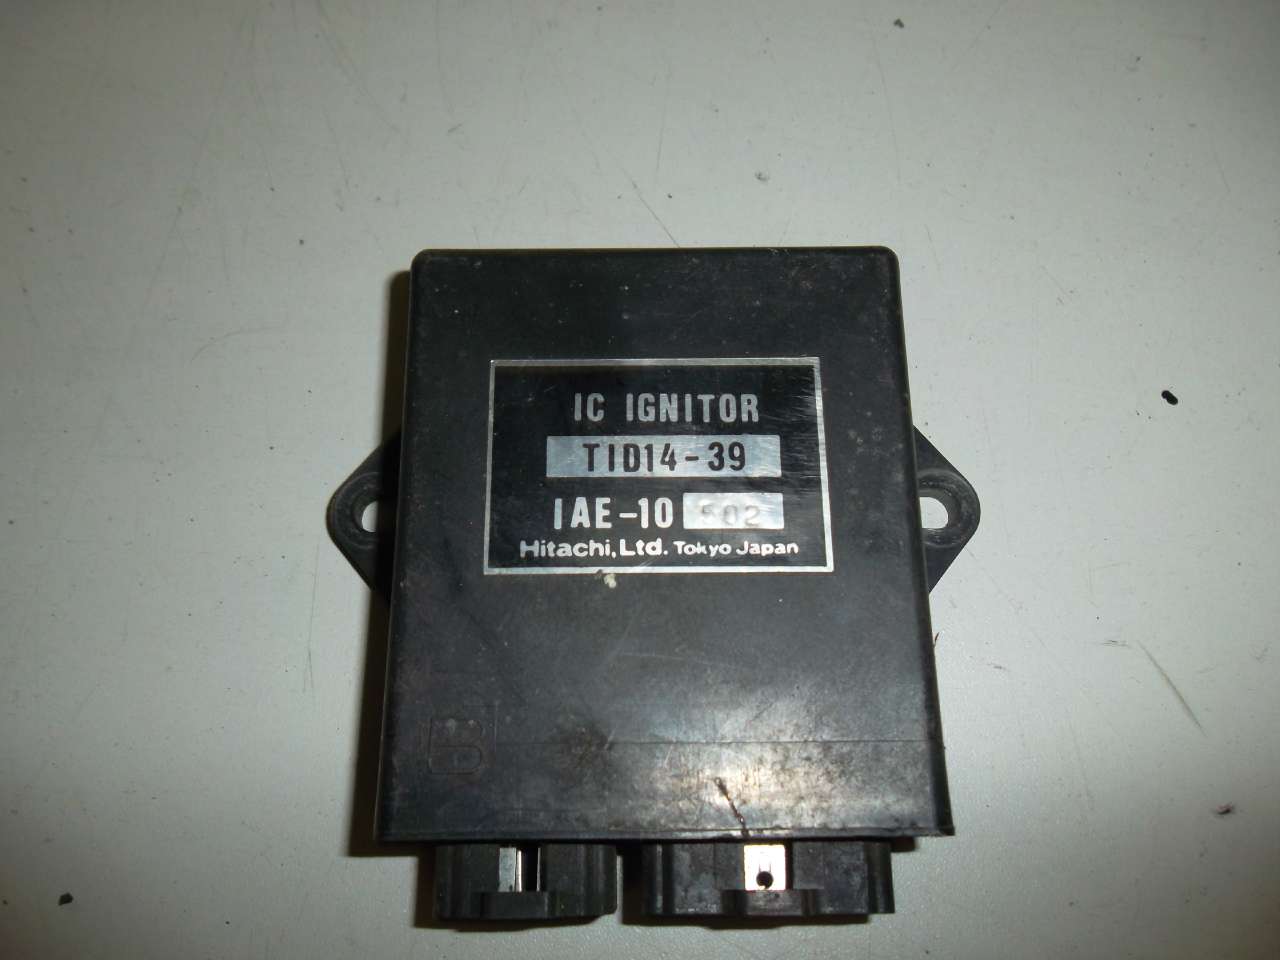 IC IGNITOR
TID14-39
IAE-10 502
Hitachi, Ltd. Tokyo Japan
B